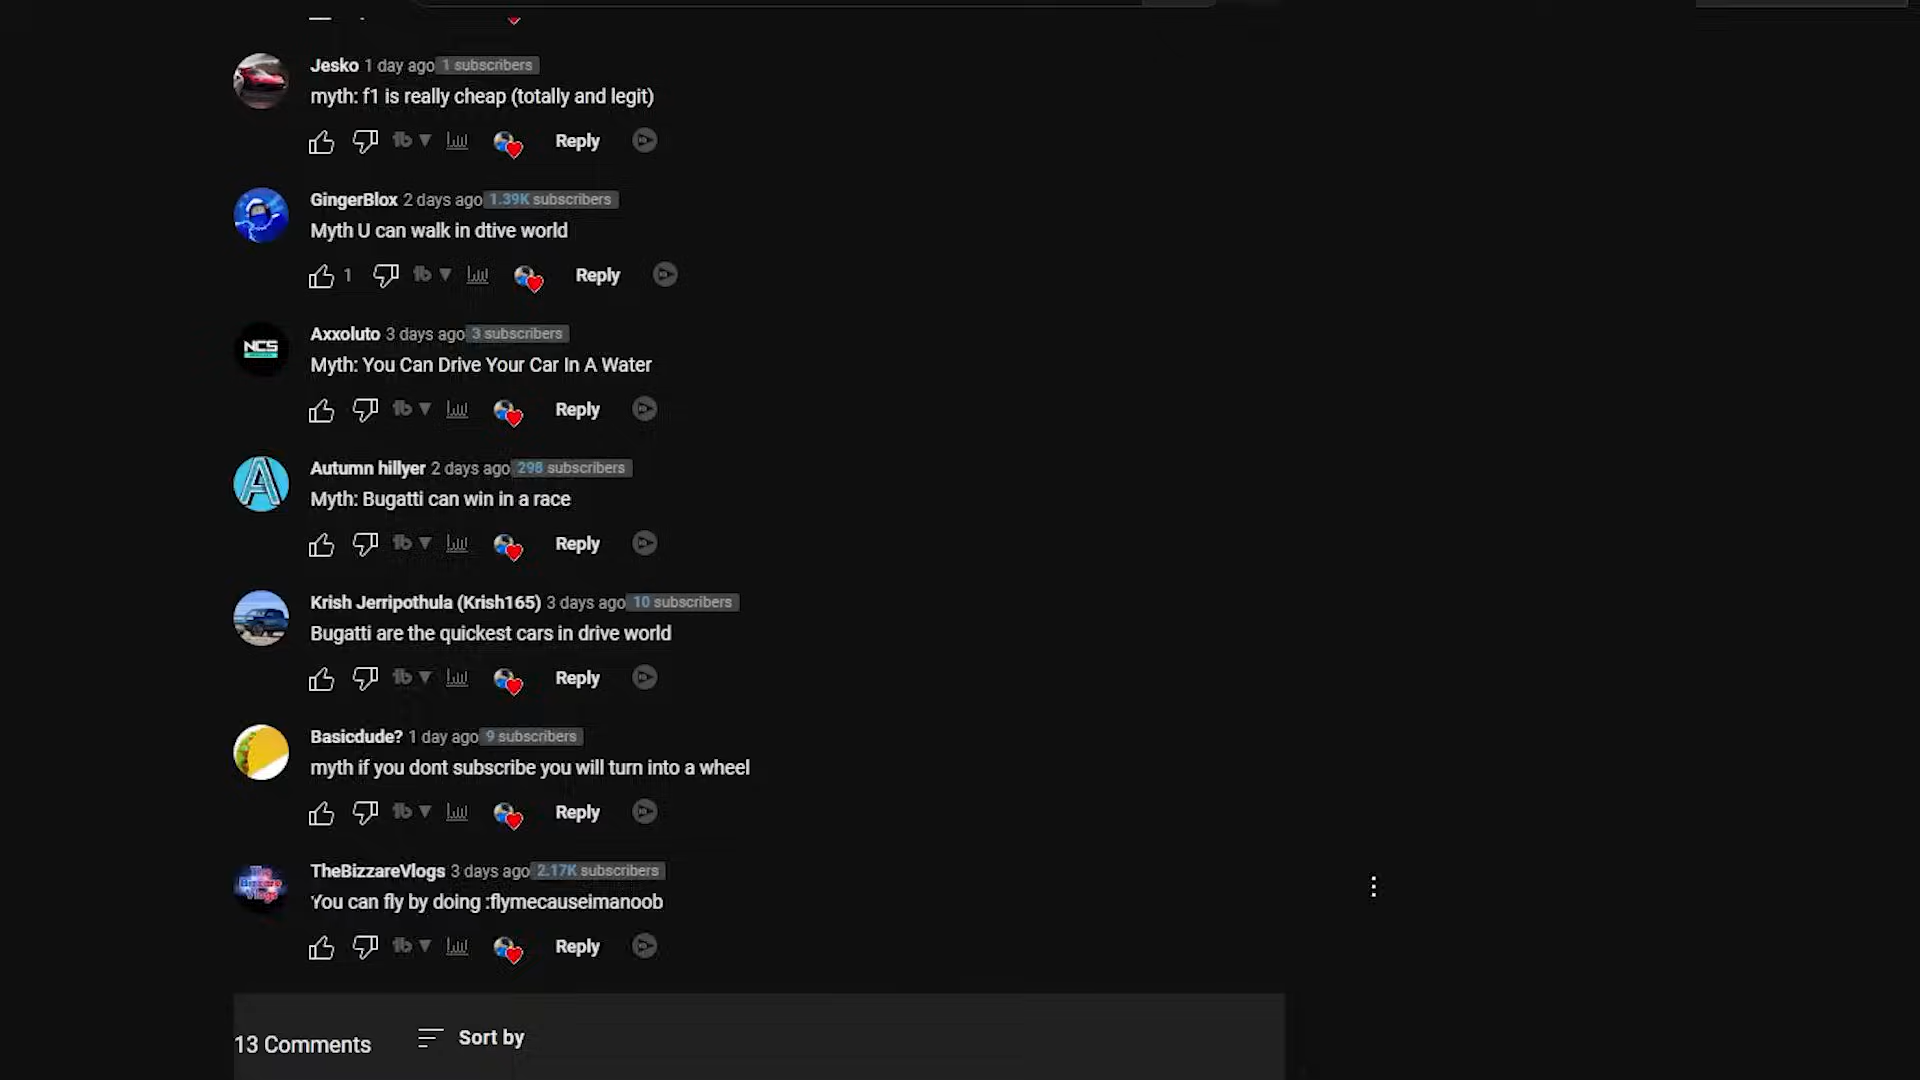 Jesko 1 day ago 1 subscribers
myth: f1 is really cheap (totally and legit)
Reply
GingerBlox 2 days ago 1.39K subscribers
Myth U can walk in dtive world
1 Reply
NCS
Axxoluto 3 days ago 3 subscribers
Myth: You Can Drive Your Car In A Water
Reply
A
Autumn hillyer 2 days ago 298 subscribers
Myth: Bugatti can win in a race
Reply
Krish Jerripothula (Krish165) 3 days ago 10 subscribers
Bugatti are the quickest cars in drive world
Reply
Basicdude? 1 day ago 9 subscribers
myth if you dont subscribe you will turn into a wheel
Reply
The Bizzare Vlogs
TheBizzareVlogs 3 days ago 2.17K subscribers
You can fly by doing :flymecauseimanoob
Reply
13 Comments Sort by